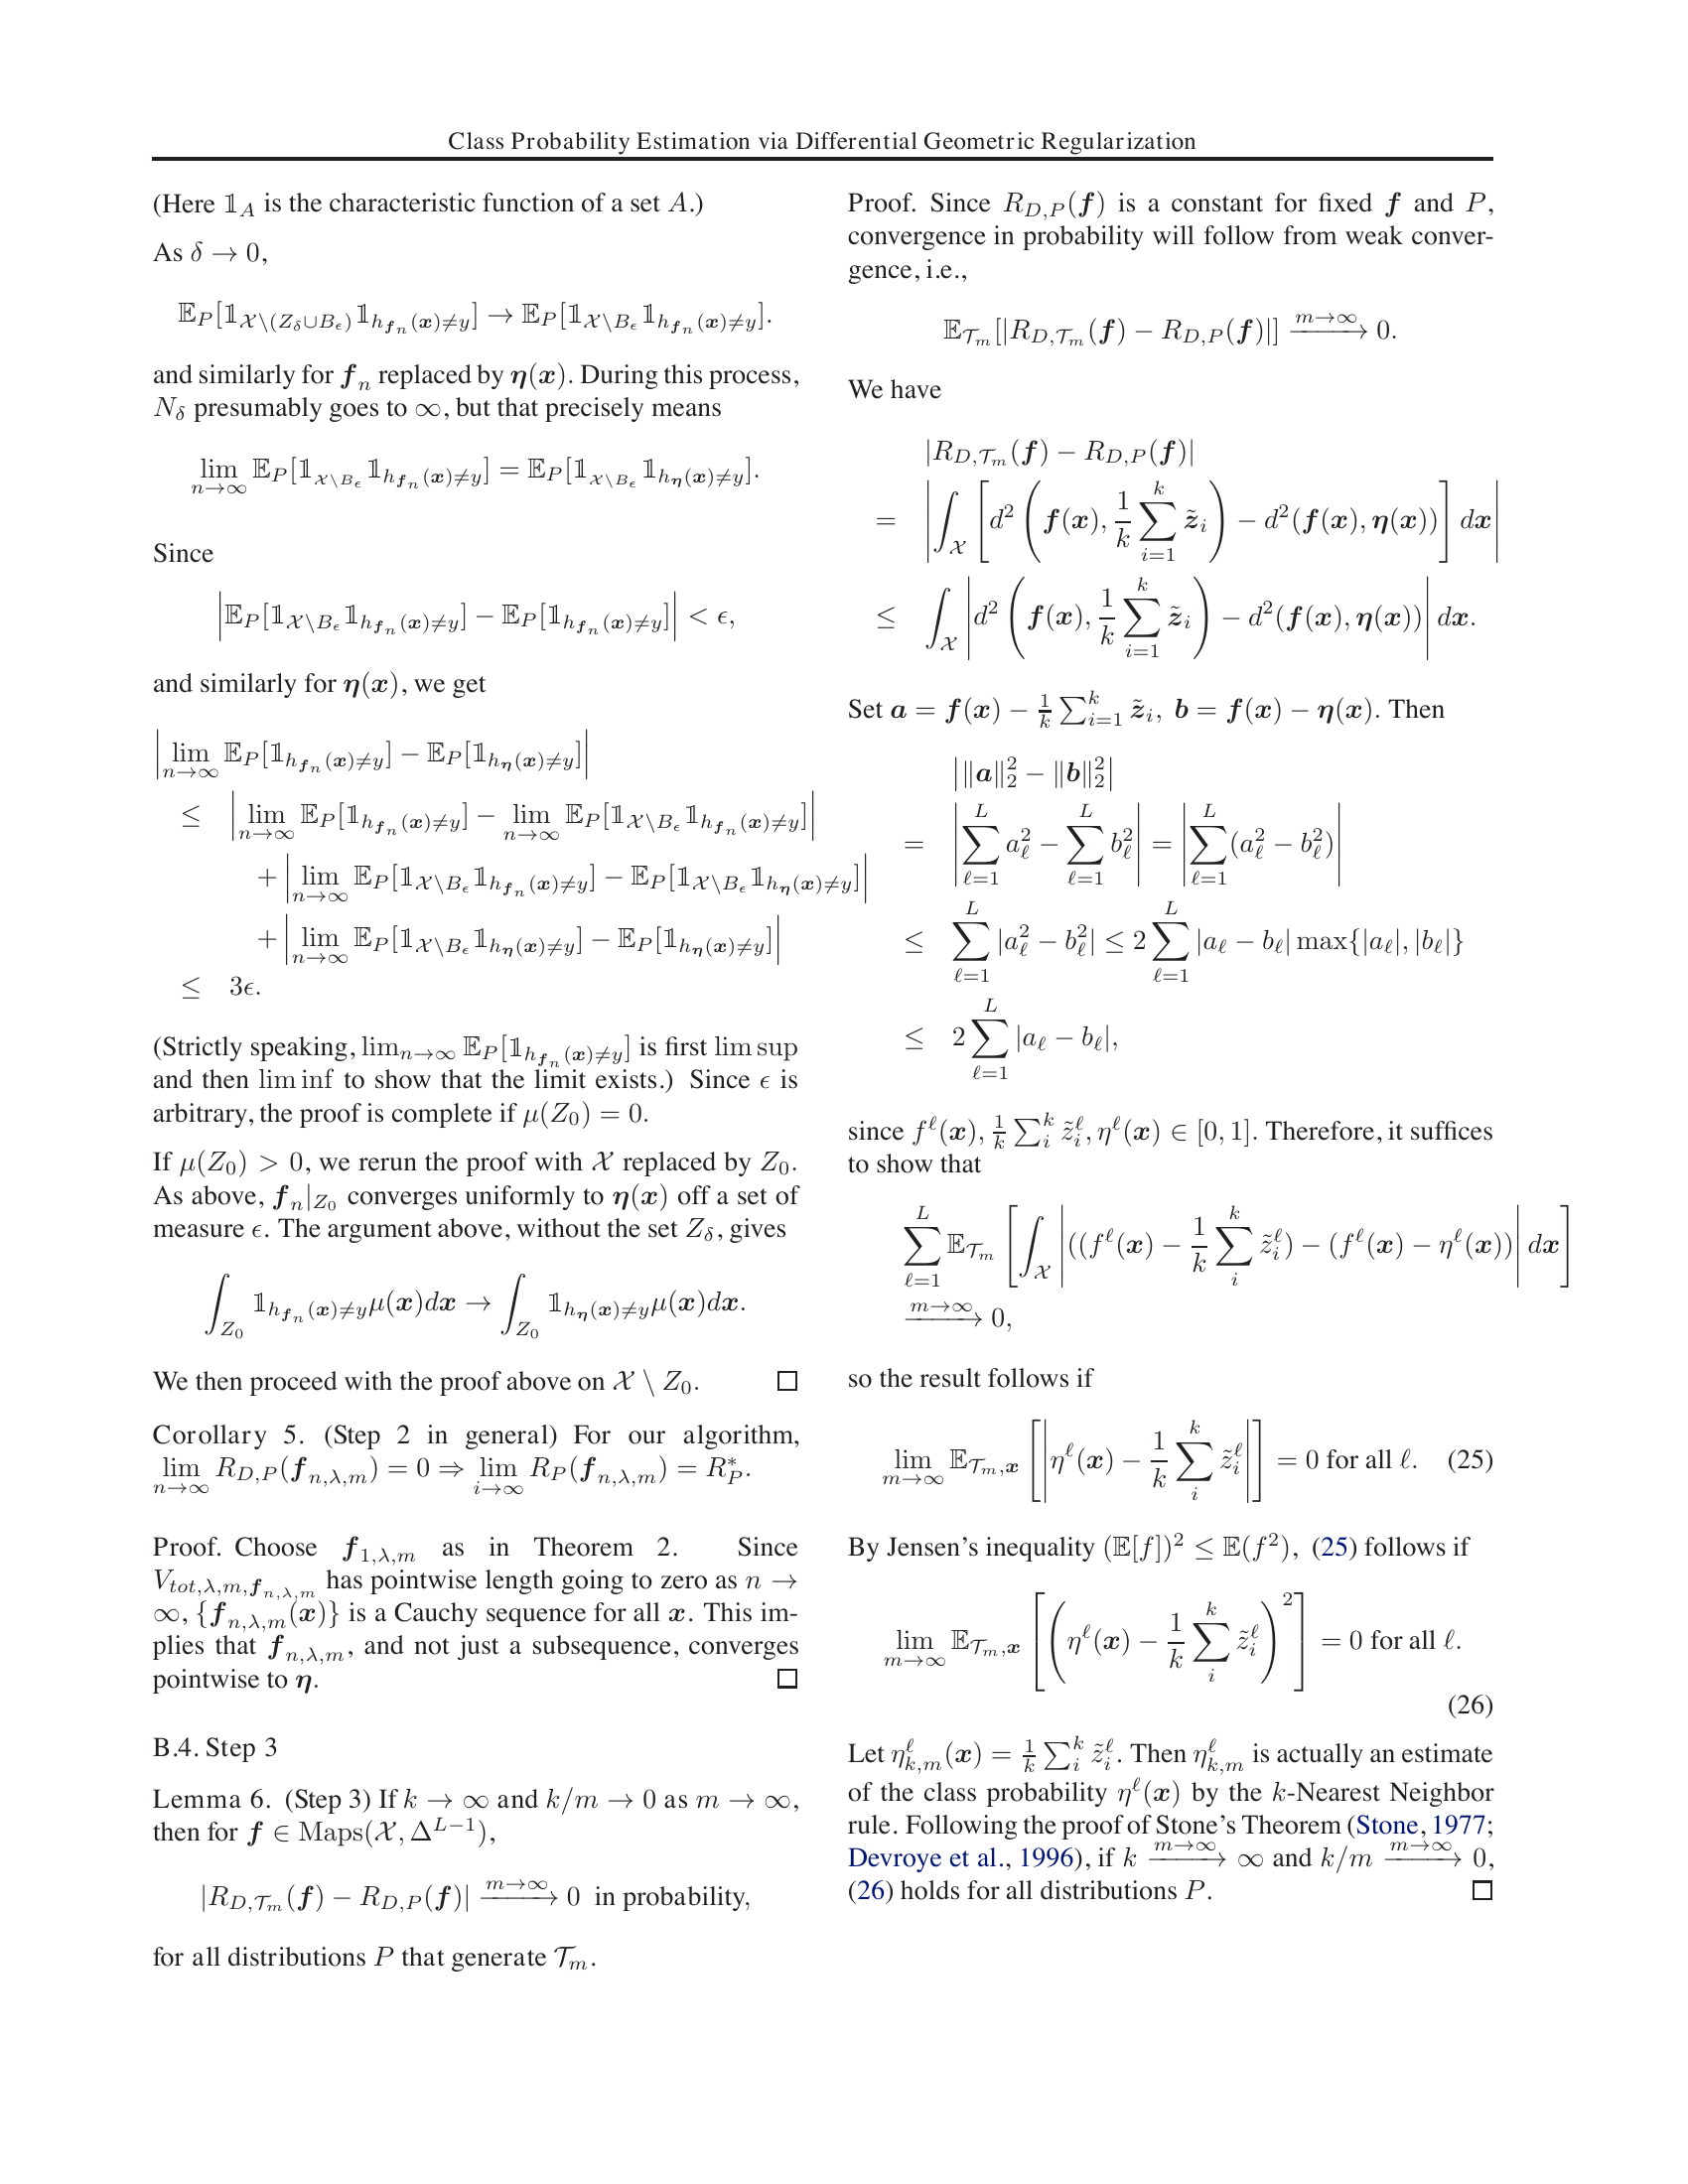 Class Probability Estimation via Differential Geometric Regularization
(Here $\mathbb{1}_A$ is the characteristic function of a set $A$.)
As $\delta \to 0$,
$\mathbb{E}_P[\mathbb{1}_{\mathcal{X}\setminus(Z_\delta\cup B_\epsilon)}\mathbb{1}_{h_{\boldsymbol{f}_n}(\boldsymbol{x})\neq y}] \to \mathbb{E}_P[\mathbb{1}_{\mathcal{X}\setminus B_\epsilon}\mathbb{1}_{h_{\boldsymbol{f}_n}(\boldsymbol{x})\neq y}].$
and similarly for $\boldsymbol{f}_n$ replaced by $\boldsymbol{\eta}(\boldsymbol{x})$. During this process,
$N_\delta$ presumably goes to $\infty$, but that precisely means
$\lim_{n\to\infty} \mathbb{E}_P[\mathbb{1}_{\mathcal{X}\setminus B_\epsilon}\mathbb{1}_{h_{\boldsymbol{f}_n}(\boldsymbol{x})\neq y}] = \mathbb{E}_P[\mathbb{1}_{\mathcal{X}\setminus B_\epsilon}\mathbb{1}_{h_{\boldsymbol{\eta}}(\boldsymbol{x})\neq y}].$
Since
$\left|\mathbb{E}_P[\mathbb{1}_{\mathcal{X}\setminus B_\epsilon}\mathbb{1}_{h_{\boldsymbol{f}_n}(\boldsymbol{x})\neq y}] - \mathbb{E}_P[\mathbb{1}_{h_{\boldsymbol{f}_n}(\boldsymbol{x})\neq y}]\right| < \epsilon,$
and similarly for $\boldsymbol{\eta}(\boldsymbol{x})$, we get
$\left|\lim_{n\to\infty} \mathbb{E}_P[\mathbb{1}_{h_{\boldsymbol{f}_n}(\boldsymbol{x})\neq y}] - \mathbb{E}_P[\mathbb{1}_{h_{\boldsymbol{\eta}}(\boldsymbol{x})\neq y}]\right|$
$\leq \left|\lim_{n\to\infty} \mathbb{E}_P[\mathbb{1}_{h_{\boldsymbol{f}_n}(\boldsymbol{x})\neq y}] - \lim_{n\to\infty} \mathbb{E}_P[\mathbb{1}_{\mathcal{X}\setminus B_\epsilon}\mathbb{1}_{h_{\boldsymbol{f}_n}(\boldsymbol{x})\neq y}]\right|$
$+ \left|\lim_{n\to\infty} \mathbb{E}_P[\mathbb{1}_{\mathcal{X}\setminus B_\epsilon}\mathbb{1}_{h_{\boldsymbol{f}_n}(\boldsymbol{x})\neq y}] - \mathbb{E}_P[\mathbb{1}_{\mathcal{X}\setminus B_\epsilon}\mathbb{1}_{h_{\boldsymbol{\eta}}(\boldsymbol{x})\neq y}]\right|$
$+ \left|\lim_{n\to\infty} \mathbb{E}_P[\mathbb{1}_{\mathcal{X}\setminus B_\epsilon}\mathbb{1}_{h_{\boldsymbol{\eta}}(\boldsymbol{x})\neq y}] - \mathbb{E}_P[\mathbb{1}_{h_{\boldsymbol{\eta}}(\boldsymbol{x})\neq y}]\right|$
$\leq 3\epsilon.$
(Strictly speaking, $\lim_{n\to\infty} \mathbb{E}_P[\mathbb{1}_{h_{\boldsymbol{f}_n}(\boldsymbol{x})\neq y}]$ is first lim sup
and then lim inf to show that the limit exists.) Since $\epsilon$ is
arbitrary, the proof is complete if $\mu(Z_0) = 0$.
If $\mu(Z_0) > 0$, we rerun the proof with $\mathcal{X}$ replaced by $Z_0$.
As above, $\boldsymbol{f}_n|_{Z_0}$ converges uniformly to $\boldsymbol{\eta}(\boldsymbol{x})$ off a set of
measure $\epsilon$. The argument above, without the set $Z_\delta$, gives
$\int_{Z_0} \mathbb{1}_{h_{\boldsymbol{f}_n}(\boldsymbol{x})\neq y}\mu(\boldsymbol{x})d\boldsymbol{x} \to \int_{Z_0} \mathbb{1}_{h_{\boldsymbol{\eta}}(\boldsymbol{x})\neq y}\mu(\boldsymbol{x})d\boldsymbol{x}.$
We then proceed with the proof above on $\mathcal{X} \setminus Z_0$. □
Corollary 5. (Step 2 in general) For our algorithm,
$\lim_{n\to\infty} R_{D,P}(\boldsymbol{f}_{n,\lambda,m}) = 0 \Rightarrow \lim_{i\to\infty} R_P(\boldsymbol{f}_{n,\lambda,m}) = R_P^*.$
Proof. Choose $\boldsymbol{f}_{1,\lambda,m}$ as in Theorem 2. Since
$V_{tot,\lambda,m,\boldsymbol{f}_{n,\lambda,m}}$ has pointwise length going to zero as $n \to$
$\infty$, $\{\boldsymbol{f}_{n,\lambda,m}(\boldsymbol{x})\}$ is a Cauchy sequence for all $\boldsymbol{x}$. This im-
plies that $\boldsymbol{f}_{n,\lambda,m}$, and not just a subsequence, converges
pointwise to $\boldsymbol{\eta}$. □
B.4. Step 3
Lemma 6. (Step 3) If $k \to \infty$ and $k/m \to 0$ as $m \to \infty$,
then for $\boldsymbol{f} \in \mathrm{Maps}(\mathcal{X}, \Delta^{L-1})$,
$|R_{D,\mathcal{T}_m}(\boldsymbol{f}) - R_{D,P}(\boldsymbol{f})| \xrightarrow{m\to\infty} 0$ in probability,
for all distributions $P$ that generate $\mathcal{T}_m$.
Proof. Since $R_{D,P}(\boldsymbol{f})$ is a constant for fixed $\boldsymbol{f}$ and $P$,
convergence in probability will follow from weak conver-
gence, i.e.,
$\mathbb{E}_{\mathcal{T}_m}[|R_{D,\mathcal{T}_m}(\boldsymbol{f}) - R_{D,P}(\boldsymbol{f})|] \xrightarrow{m\to\infty} 0.$
We have
$|R_{D,\mathcal{T}_m}(\boldsymbol{f}) - R_{D,P}(\boldsymbol{f})|$
$= \left|\int_{\mathcal{X}} \left[d^2\left(\boldsymbol{f}(\boldsymbol{x}), \frac{1}{k}\sum_{i=1}^k \tilde{\boldsymbol{z}}_i\right) - d^2(\boldsymbol{f}(\boldsymbol{x}), \boldsymbol{\eta}(\boldsymbol{x}))\right] d\boldsymbol{x}\right|$
$\leq \int_{\mathcal{X}} \left|d^2\left(\boldsymbol{f}(\boldsymbol{x}), \frac{1}{k}\sum_{i=1}^k \tilde{\boldsymbol{z}}_i\right) - d^2(\boldsymbol{f}(\boldsymbol{x}), \boldsymbol{\eta}(\boldsymbol{x}))\right| d\boldsymbol{x}.$
Set $\boldsymbol{a} = \boldsymbol{f}(\boldsymbol{x}) - \frac{1}{k}\sum_{i=1}^k \tilde{\boldsymbol{z}}_i$, $\boldsymbol{b} = \boldsymbol{f}(\boldsymbol{x}) - \boldsymbol{\eta}(\boldsymbol{x})$. Then
$\left|\|\boldsymbol{a}\|_2^2 - \|\boldsymbol{b}\|_2^2\right|$
$= \left|\sum_{\ell=1}^L a_\ell^2 - \sum_{\ell=1}^L b_\ell^2\right| = \left|\sum_{\ell=1}^L (a_\ell^2 - b_\ell^2)\right|$
$\leq \sum_{\ell=1}^L |a_\ell^2 - b_\ell^2| \leq 2\sum_{\ell=1}^L |a_\ell - b_\ell| \max\{|a_\ell|, |b_\ell|\}$
$\leq 2\sum_{\ell=1}^L |a_\ell - b_\ell|,$
since $f^\ell(\boldsymbol{x}), \frac{1}{k}\sum_i^k \tilde{z}_i^\ell, \eta^\ell(\boldsymbol{x}) \in [0, 1]$. Therefore, it suffices
to show that
$\sum_{\ell=1}^L \mathbb{E}_{\mathcal{T}_m} \left[\int_{\mathcal{X}} \left|((f^\ell(\boldsymbol{x}) - \frac{1}{k}\sum_i^k \tilde{z}_i^\ell) - (f^\ell(\boldsymbol{x}) - \eta^\ell(\boldsymbol{x}))\right| d\boldsymbol{x}\right]$
$\xrightarrow{m\to\infty} 0,$
so the result follows if
$\lim_{m\to\infty} \mathbb{E}_{\mathcal{T}_m,\boldsymbol{x}} \left[\left|\eta^\ell(\boldsymbol{x}) - \frac{1}{k}\sum_i^k \tilde{z}_i^\ell\right|\right] = 0$ for all $\ell$. (25)
By Jensen's inequality $(\mathbb{E}[f])^2 \leq \mathbb{E}(f^2)$, (25) follows if
$\lim_{m\to\infty} \mathbb{E}_{\mathcal{T}_m,\boldsymbol{x}} \left[\left(\eta^\ell(\boldsymbol{x}) - \frac{1}{k}\sum_i^k \tilde{z}_i^\ell\right)^2\right] = 0$ for all $\ell$.
(26)
Let $\eta_{k,m}^\ell(\boldsymbol{x}) = \frac{1}{k}\sum_i^k \tilde{z}_i^\ell$. Then $\eta_{k,m}^\ell$ is actually an estimate
of the class probability $\eta^\ell(\boldsymbol{x})$ by the $k$-Nearest Neighbor
rule. Following the proof of Stone's Theorem (Stone, 1977;
Devroye et al., 1996), if $k \xrightarrow{m\to\infty} \infty$ and $k/m \xrightarrow{m\to\infty} 0$,
(26) holds for all distributions $P$. □